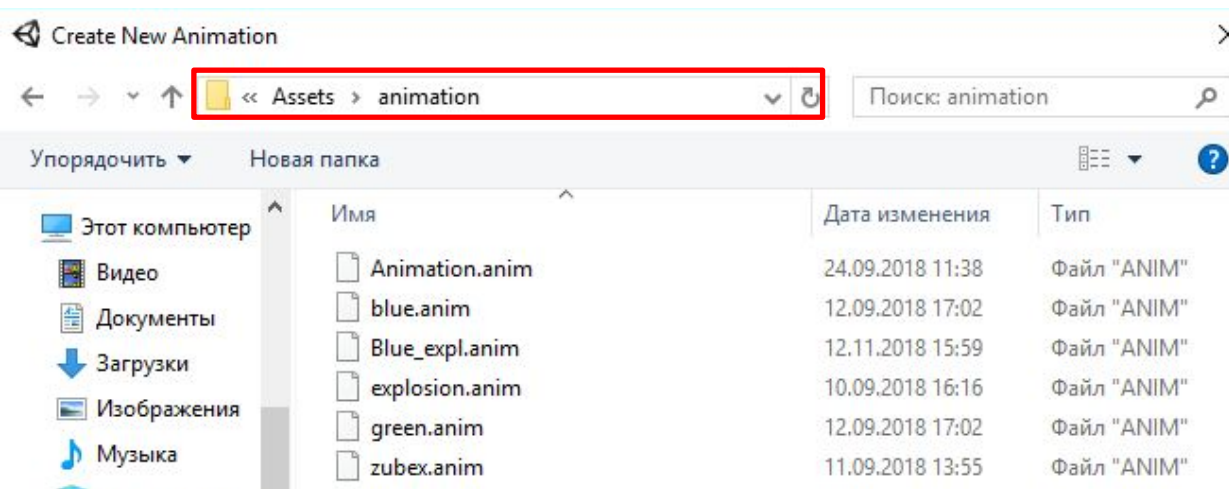 Create New Animation
« Assets > animation
Поиск: animation
Упорядочить
Новая папка
Имя
Дата изменения
Тип
Этот компьютер
Видео
Документы
Загрузки
Изображения
Музыка
Animation.anim 24.09.2018 11:38 Файл "ANIM"
blue.anim 12.09.2018 17:02 Файл "ANIM"
Blue_expl.anim 12.11.2018 15:59 Файл "ANIM"
explosion.anim 10.09.2018 16:16 Файл "ANIM"
green.anim 12.09.2018 17:02 Файл "ANIM"
zubex.anim 11.09.2018 13:55 Файл "ANIM"